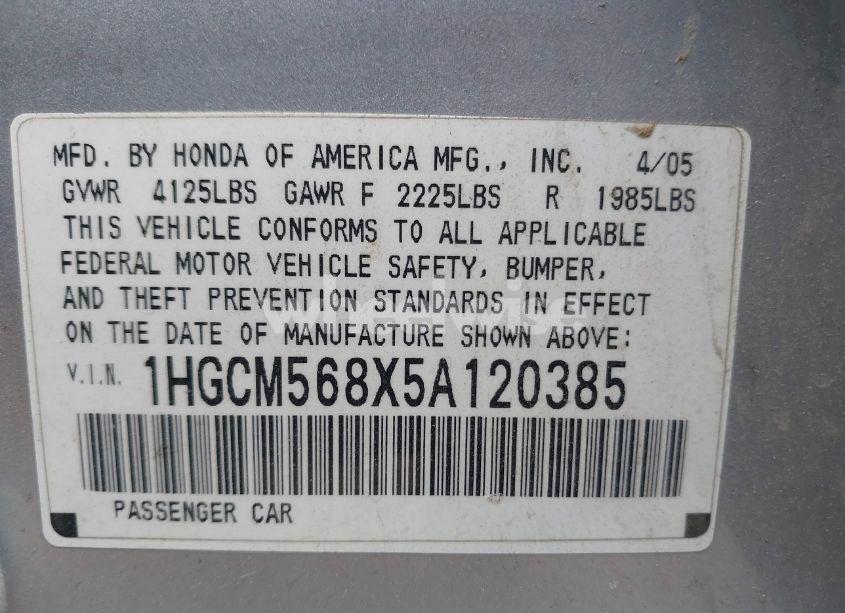 MFD. BY HONDA OF AMERICA MFG., INC. 4/05
GVWR 4125LBS GAWR F 2225LBS R 1985LBS
THIS VEHICLE CONFORMS TO ALL APPLICABLE
FEDERAL MOTOR VEHICLE SAFETY, BUMPER,
AND THEFT PREVENTION STANDARDS IN EFFECT
ON THE DATE OF MANUFACTURE SHOWN ABOVE:
V.I.N. 1HGCM568X5A120385
PASSENGER CAR